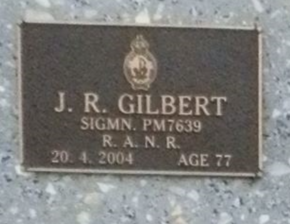 J. R. GILBERT
SIGMN. PM7639
R. A. N. R.
20. 4. 2004 AGE 77